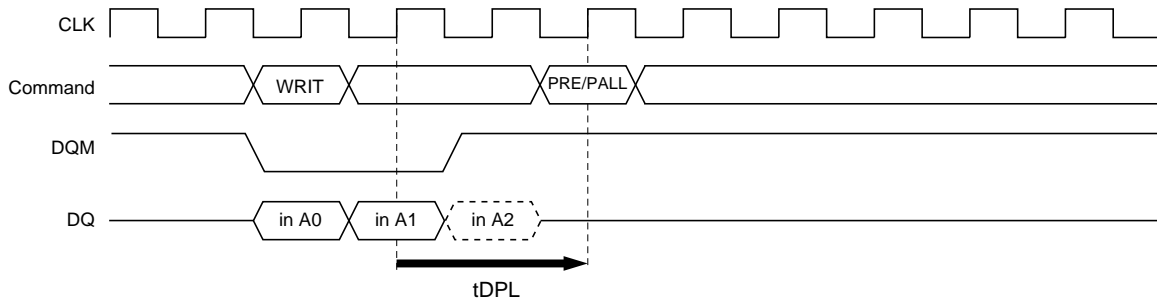 CLK
Command
WRIT
PRE/PALL
DQM
DQ
in A0
in A1
in A2
tDPL